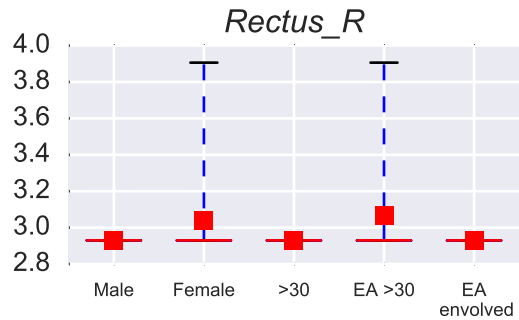 Rectus_R
4.0
3.8
3.6
3.4
3.2
3.0
2.8
Male
Female
>30
EA >30
EA
envolved